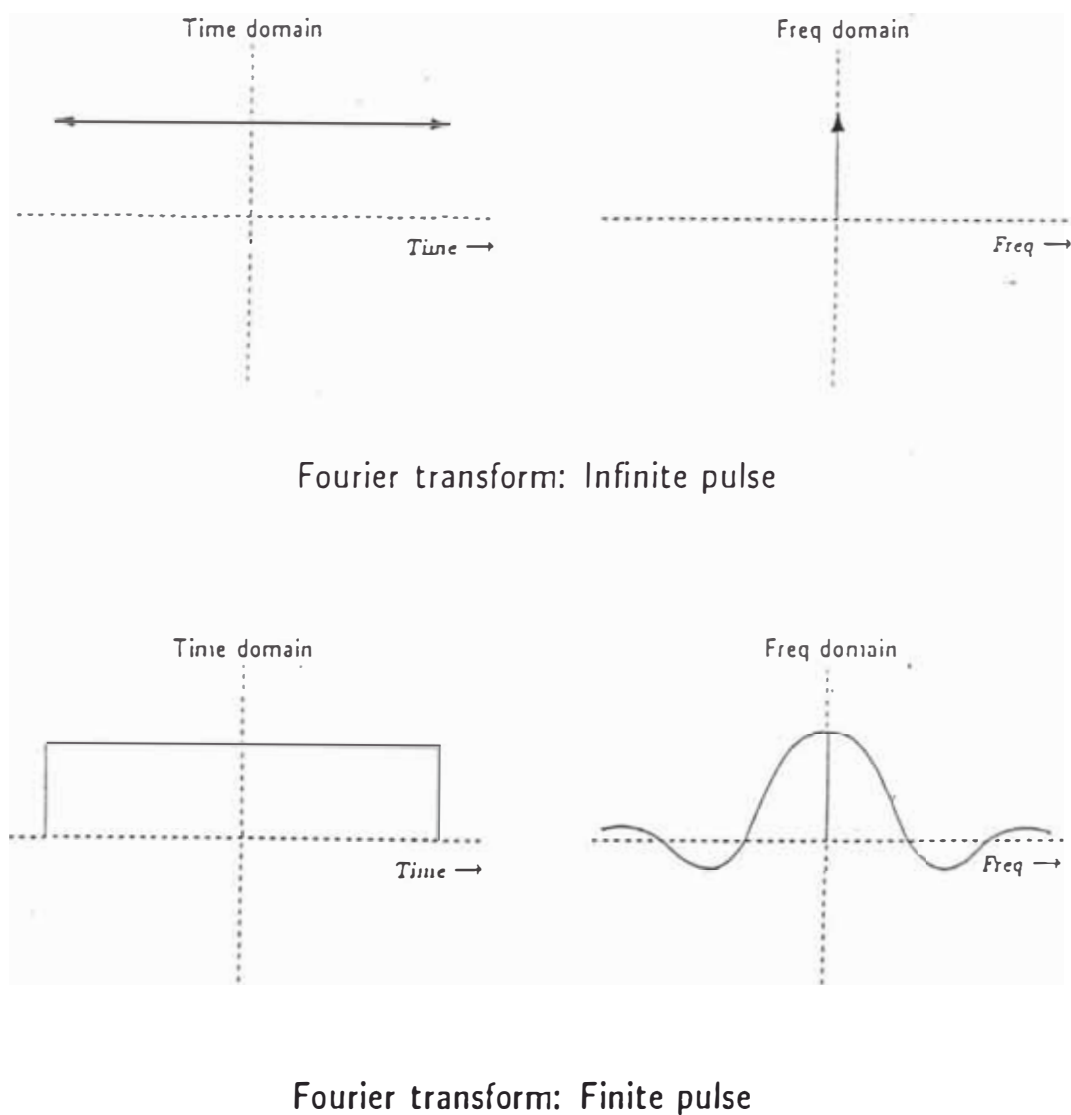 Time domain
Freq domain
Time →
Freq →
Fourier transform: Infinite pulse
Time domain
Freq domain
Time →
Freq →
Fourier transform: Finite pulse